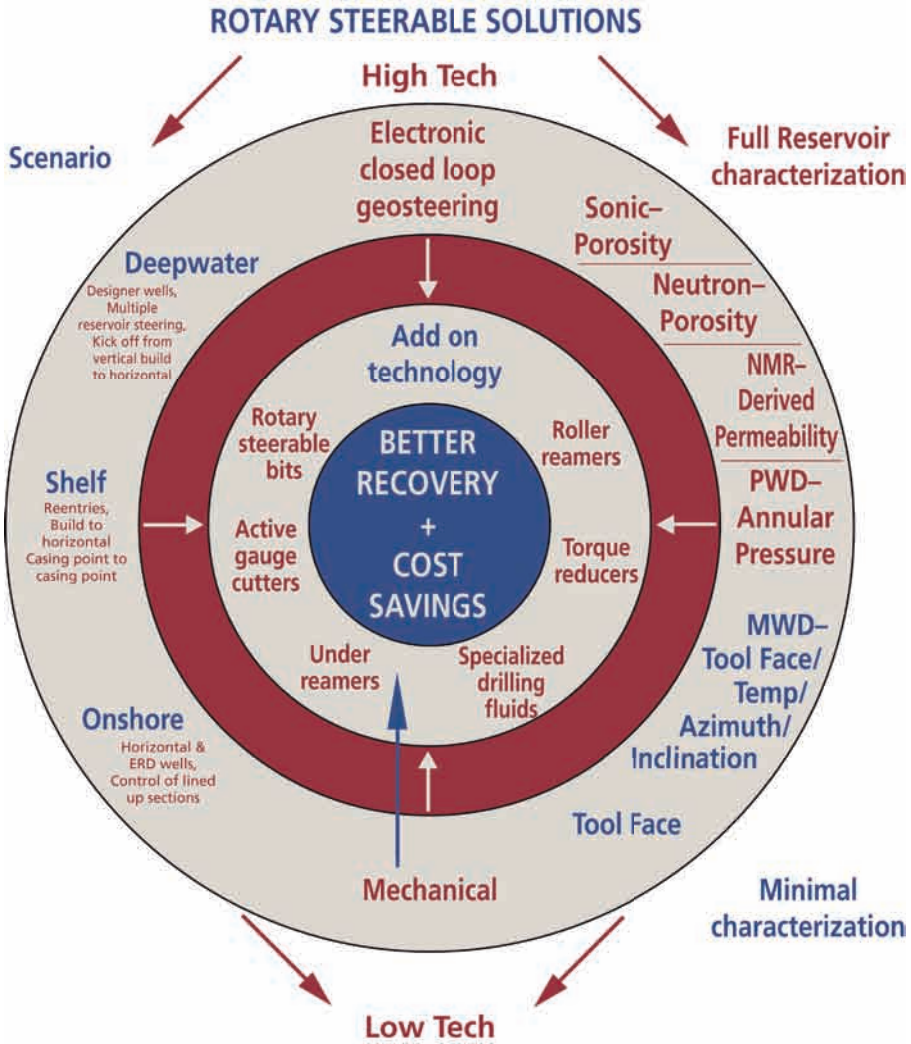 ROTARY STEERABLE SOLUTIONS
High Tech
Scenario
Full Reservoir
characterization
Electronic
closed loop
geosteering
Sonic–
Porosity
Neutron–
Porosity
NMR–
Derived
Permeability
PWD–
Annular
Pressure
MWD–
Tool Face/
Temp/
Azimuth/
Inclination
Tool Face
Deepwater
Designer wells,
Multiple
reservoir steering,
Kick off from
vertical build
to horizontal
Shelf
Reentries,
Build to
horizontal
Casing point to
casing point
Onshore
Horizontal &
ERD wells,
Control of lined
up sections
Add on
technology
Rotary
steerable
bits
Roller
reamers
Active
gauge
cutters
Torque
reducers
Under
reamers
Specialized
drilling
fluids
BETTER
RECOVERY
+
COST
SAVINGS
Mechanical
Minimal
characterization
Low Tech